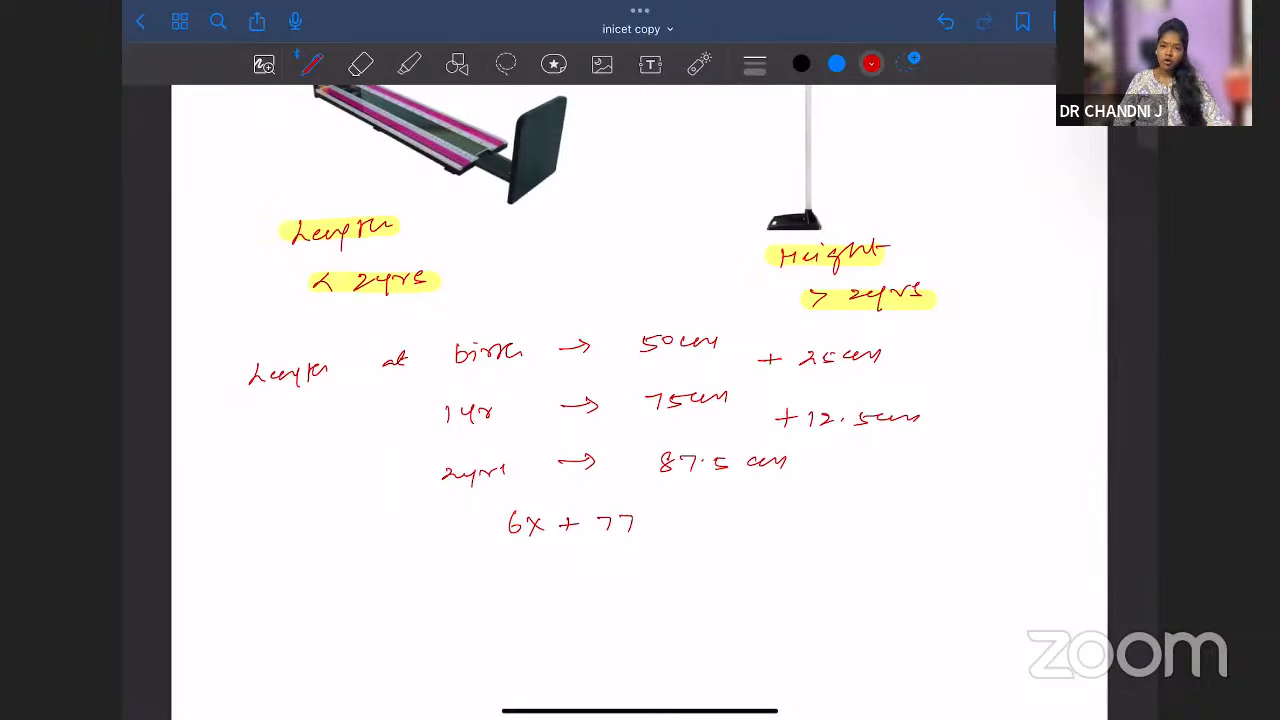 inicet copy
T
DR CHANDNI J
Length
< 2yrs
Height
> 2yrs
Length at birth → 50cm + 25cm
1yr → 75cm + 12.5cm
2yrs → 87.5 cm
6x + 77
zoom